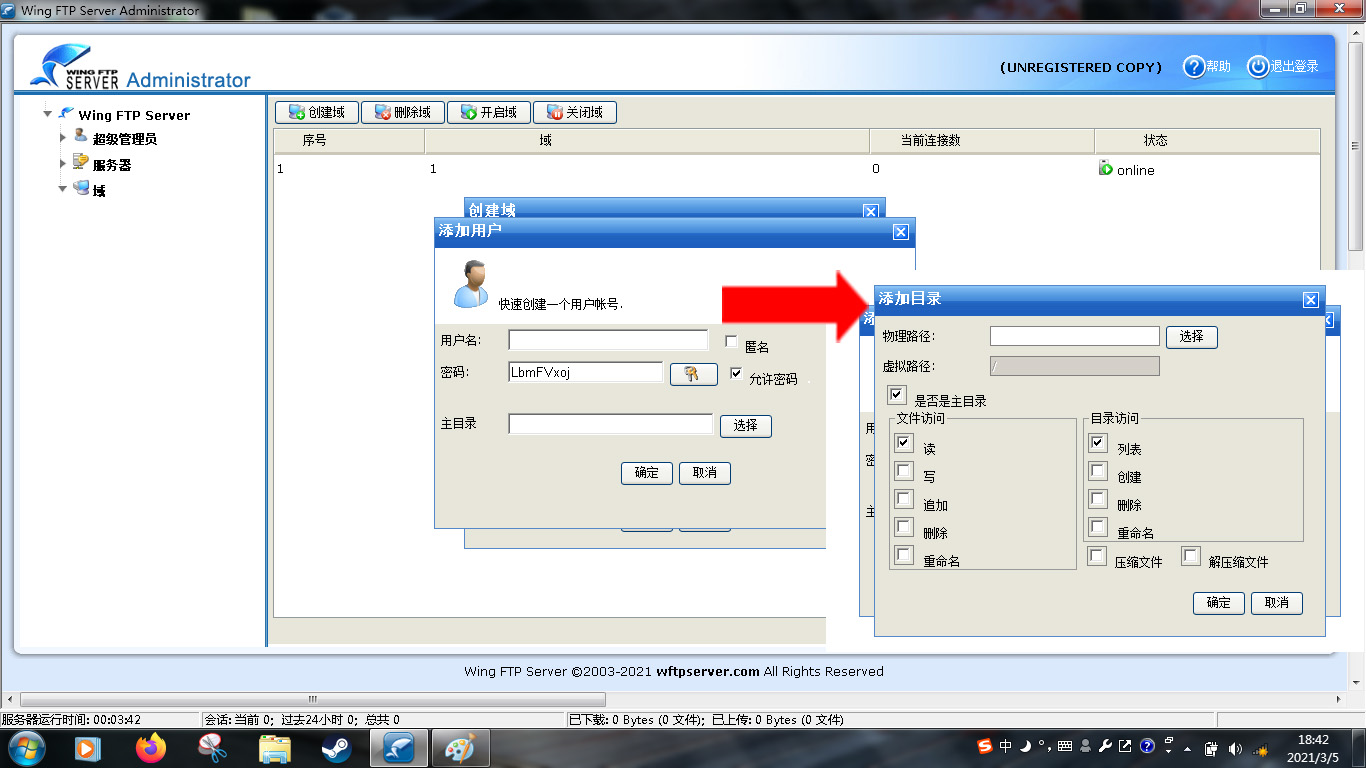 Wing FTP Server Administrator
WING FTP
SERVER Administrator
(UNREGISTERED COPY)
帮助
退出登录
Wing FTP Server
超级管理员
服务器
域
创建域
删除域
开启域
关闭域
序号
域
当前连接数
状态
1
1
0
online
创建域
添加用户
快速创建一个用户帐号.
用户名:
匿名
密码:
LbmFVxoj
允许密码
主目录
选择
确定
取消
添加目录
物理路径:
选择
虚拟路径:
/
是否是主目录
文件访问
读
写
追加
删除
重命名
目录访问
列表
创建
删除
重命名
压缩文件
解压缩文件
确定
取消
Wing FTP Server ©2003-2021 wftpserver.com All Rights Reserved
服务器运行时间: 00:03:42
会话: 当前 0; 过去24小时 0; 总共 0
已下载: 0 Bytes (0 文件); 已上传: 0 Bytes (0 文件)
中
18:42
2021/3/5